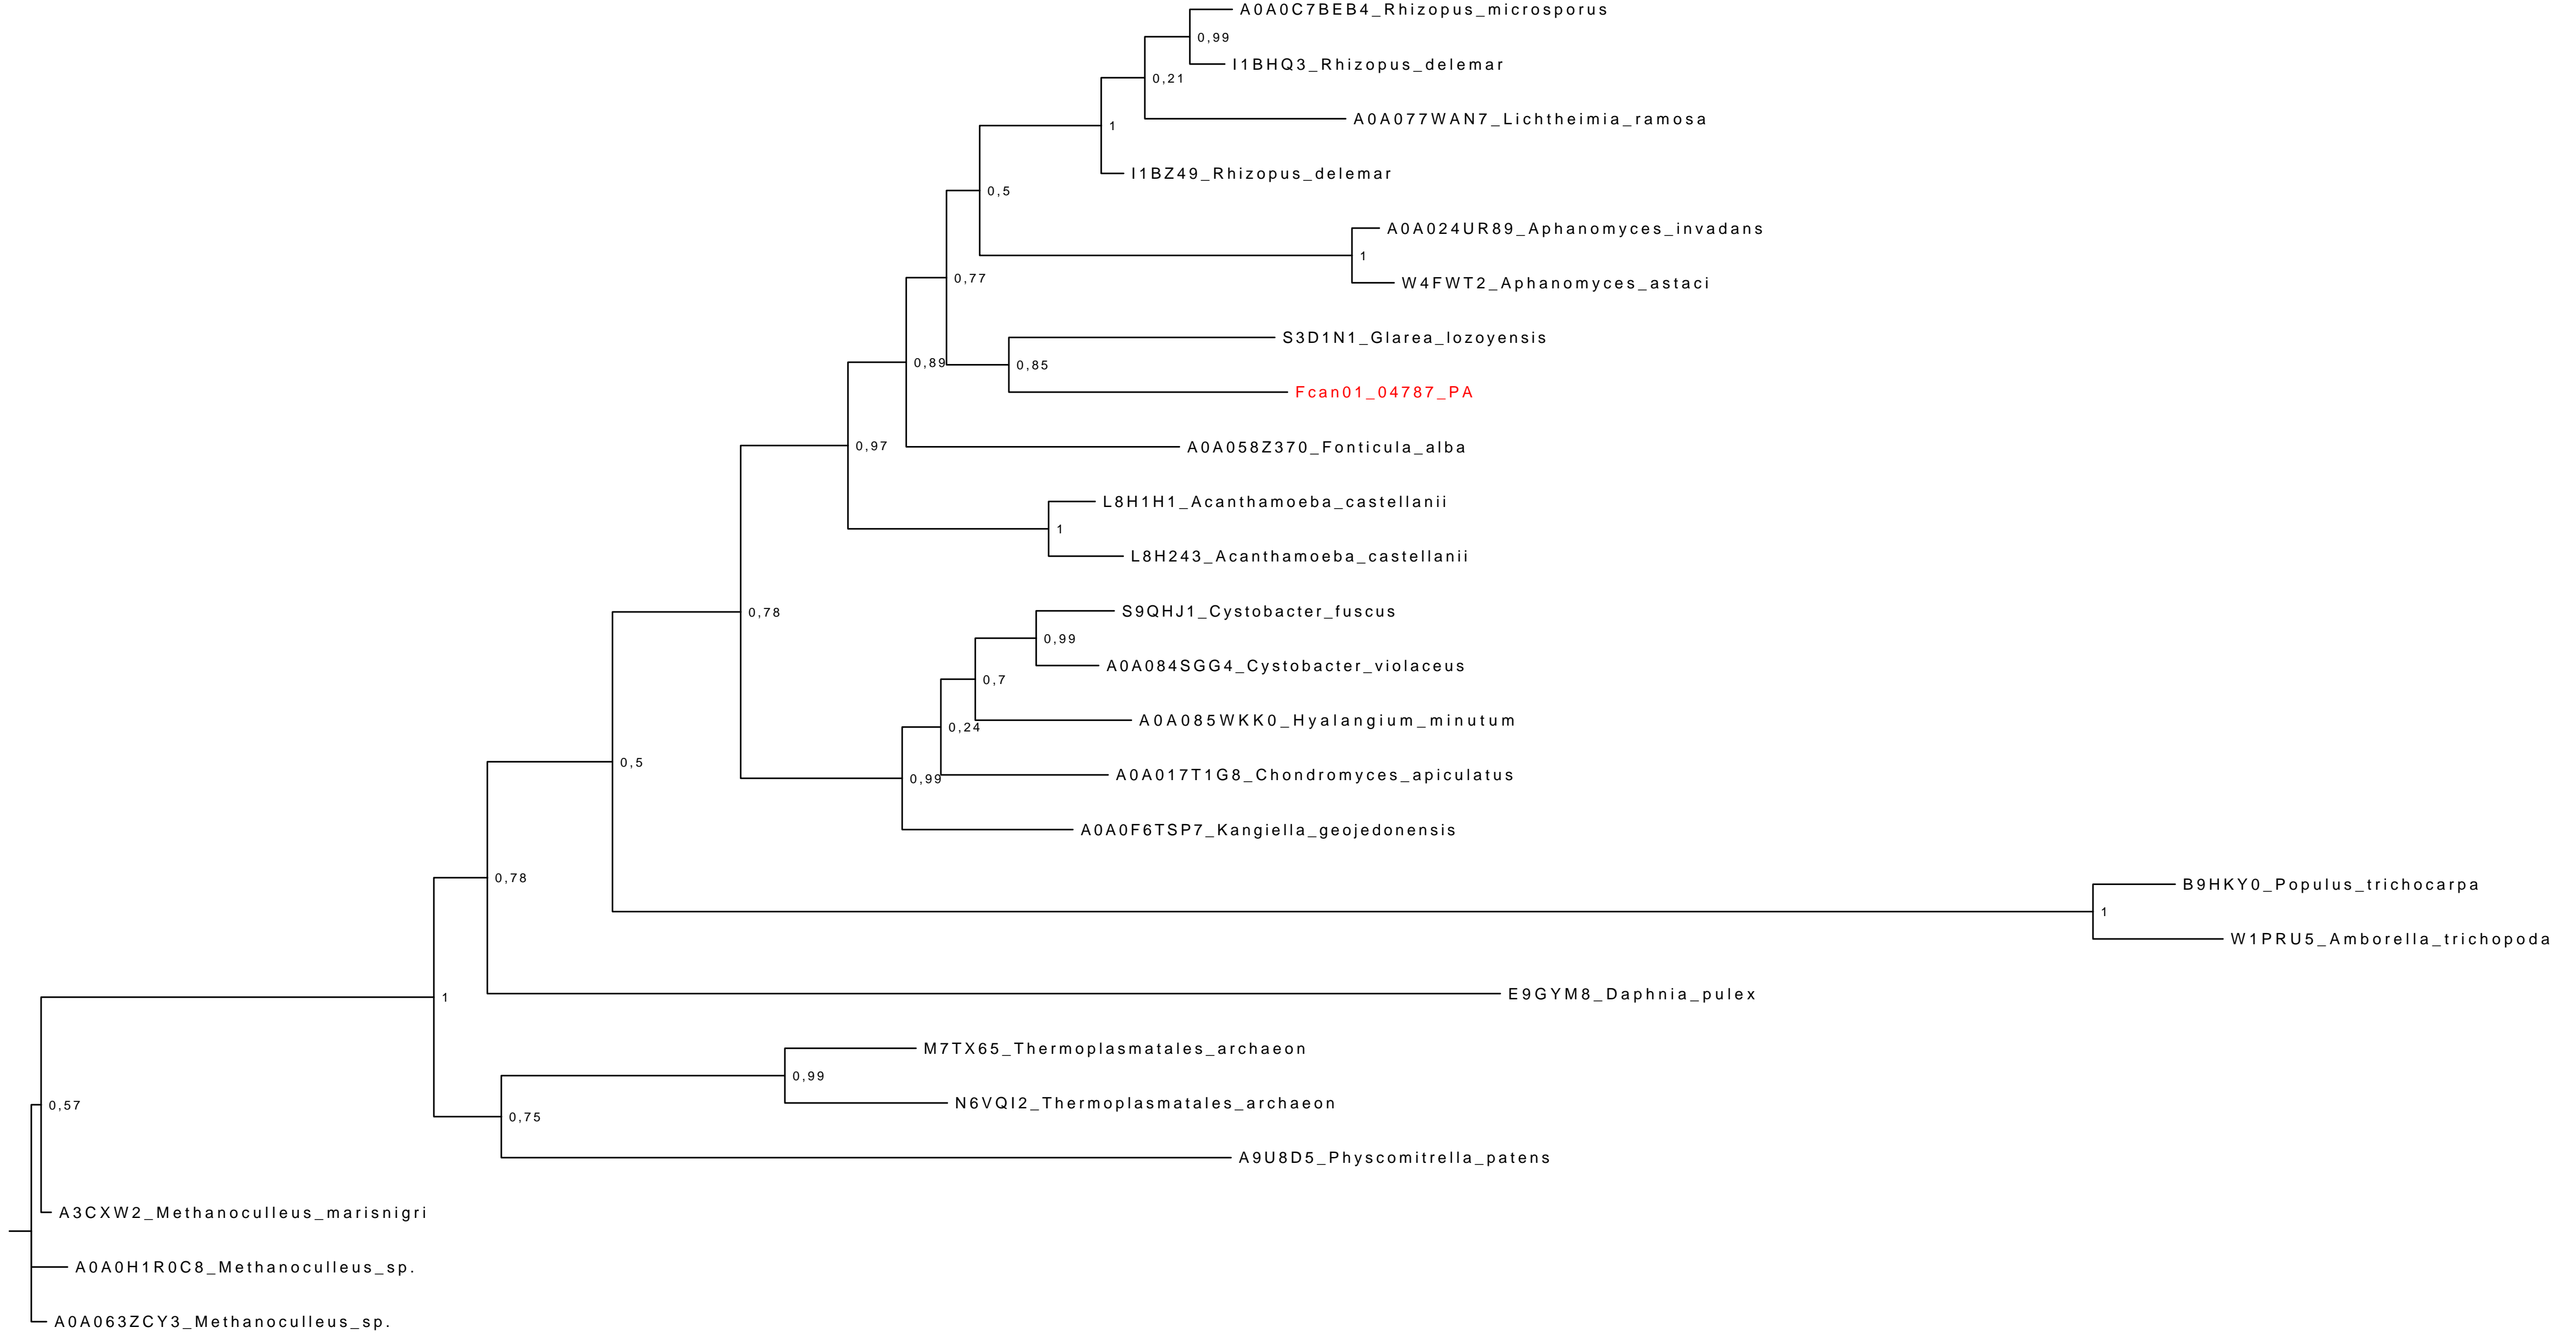 A0A0C7BEB4_Rhizopus_microsporus
0,99
I1BHQ3_Rhizopus_delemar
0,21
A0A077WAN7_Lichtheimia_ramosa
1
I1BZ49_Rhizopus_delemar
0,5
A0A024UR89_Aphanomyces_invadans
1
W4FWT2_Aphanomyces_astaci
0,77
S3D1N1_Glarea_lozoyensis
0,89
0,85
Fcan01_04787_PA
0,97
A0A058Z370_Fonticula_alba
L8H1H1_Acanthamoeba_castellanii
1
L8H243_Acanthamoeba_castellanii
0,78
S9QHJ1_Cystobacter_fuscus
0,99
A0A084SGG4_Cystobacter_violaceus
0,7
A0A085WKK0_Hyalangium_minutum
0,24
A0A017T1G8_Chondromyces_apiculatus
0,99
A0A0F6TSP7_Kangiella_geojedonensis
0,5
0,78
B9HKY0_Populus_trichocarpa
1
W1PRU5_Amborella_trichopoda
1
E9GYM8_Daphnia_pulex
M7TX65_Thermoplasmatales_archaeon
0,99
N6VQI2_Thermoplasmatales_archaeon
0,57
0,75
A9U8D5_Physcomitrella_patens
A3CXW2_Methanoculleus_marisnigri
A0A0H1R0C8_Methanoculleus_sp.
A0A063ZCY3_Methanoculleus_sp.